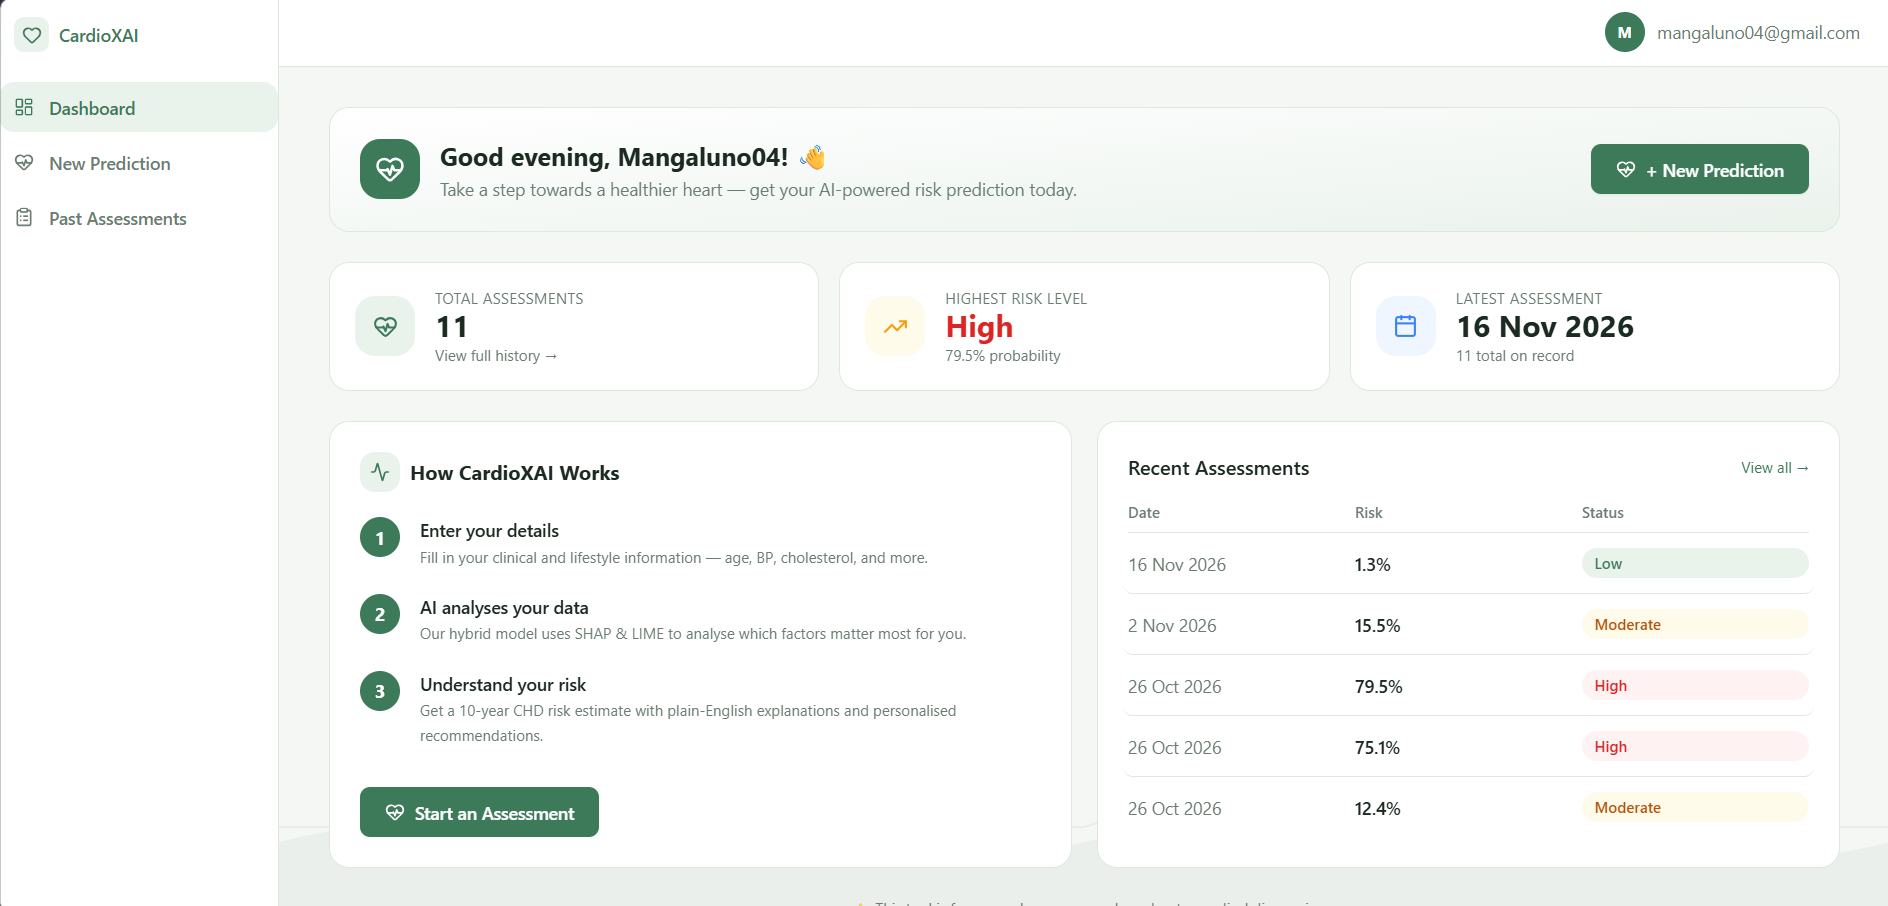 CardioXAI
M
mangaluno04@gmail.com
Dashboard
New Prediction
Past Assessments
Good evening, Mangaluno04! 👋
Take a step towards a healthier heart — get your AI-powered risk prediction today.
+ New Prediction
TOTAL ASSESSMENTS
11
View full history →
HIGHEST RISK LEVEL
High
79.5% probability
LATEST ASSESSMENT
16 Nov 2026
11 total on record
How CardioXAI Works
1
Enter your details
Fill in your clinical and lifestyle information — age, BP, cholesterol, and more.
2
AI analyses your data
Our hybrid model uses SHAP & LIME to analyse which factors matter most for you.
3
Understand your risk
Get a 10-year CHD risk estimate with plain-English explanations and personalised
recommendations.
Start an Assessment
Recent Assessments
View all →
Date Risk Status
16 Nov 2026 1.3% Low
2 Nov 2026 15.5% Moderate
26 Oct 2026 79.5% High
26 Oct 2026 75.1% High
26 Oct 2026 12.4% Moderate